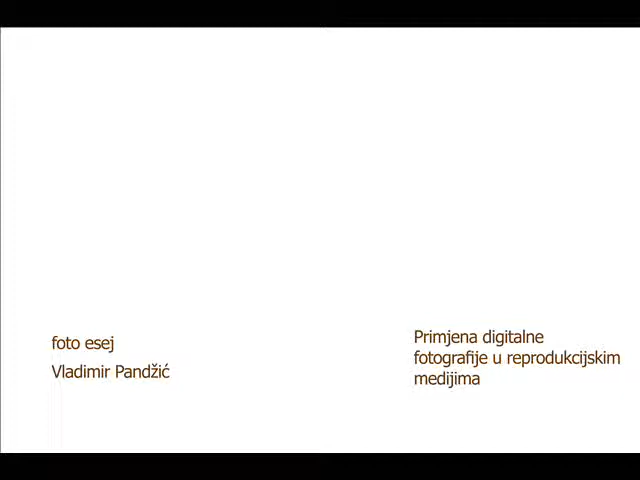 foto esej
Vladimir Pandžić
Primjena digitalne
fotografije u reprodukcijskim
medijima